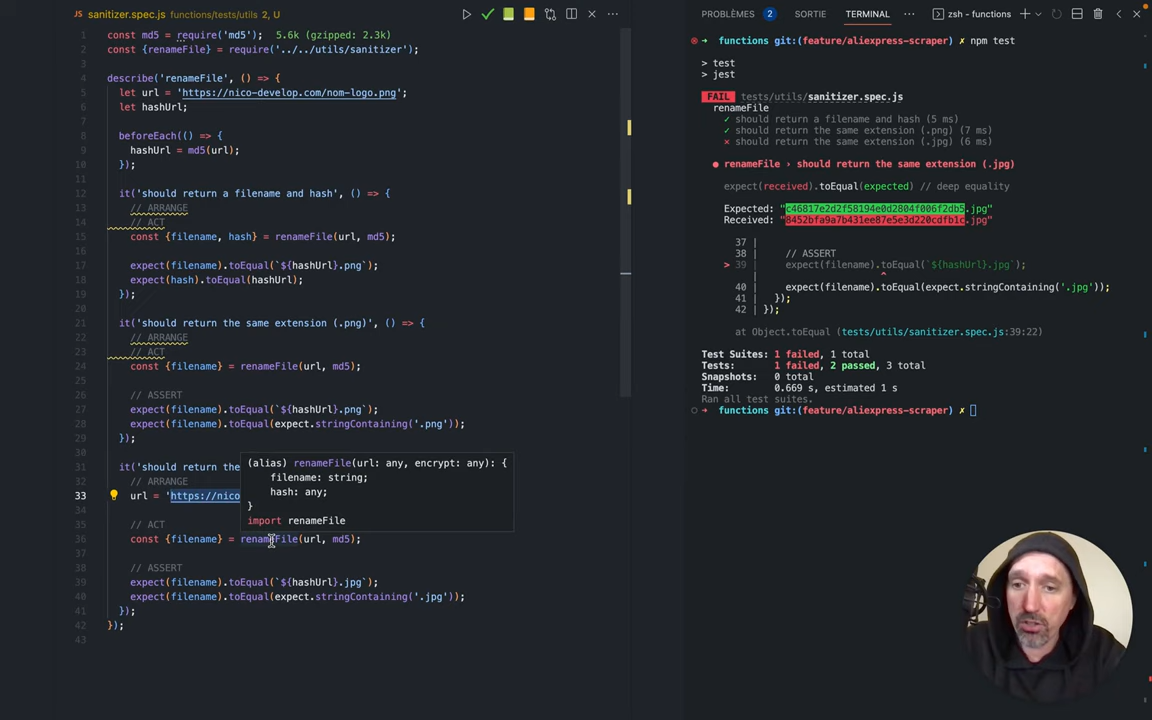 sanitizer.spec.js functions/tests/utils 2, U
1 const md5 = require('md5'); 5.6k (gzipped: 2.3k)
2 const {renameFile} = require('../../utils/sanitizer');
3
4 describe('renameFile', () => {
5 let url = 'https://nico-develop.com/nom-logo.png';
6 let hashUrl;
7
8 beforeEach(() => {
9 hashUrl = md5(url);
10 });
11
12 it('should return a filename and hash', () => {
13 // ARRANGE
14 // ACT
15 const {filename, hash} = renameFile(url, md5);
16
17 expect(filename).toEqual(`${hashUrl}.png`);
18 expect(hash).toEqual(hashUrl);
19 });
20
21 it('should return the same extension (.png)', () => {
22 // ARRANGE
23 // ACT
24 const {filename} = renameFile(url, md5);
25
26 // ASSERT
27 expect(filename).toEqual(`${hashUrl}.png`);
28 expect(filename).toEqual(expect.stringContaining('.png'));
29 });
30
31 it('should return the
32 // ARRANGE
33 url = 'https://nico
34
35 // ACT
36 const {filename} = renameFile(url, md5);
37
38 // ASSERT
39 expect(filename).toEqual(`${hashUrl}.jpg`);
40 expect(filename).toEqual(expect.stringContaining('.jpg'));
41 });
42 });
43
(alias) renameFile(url: any, encrypt: any): {
filename: string;
hash: any;
}
import renameFile
PROBLÈMES 2 SORTIE TERMINAL zsh - functions
functions git:(feature/aliexpress-scraper) ✗ npm test
> test
> jest
FAIL tests/utils/sanitizer.spec.js
renameFile
✓ should return a filename and hash (5 ms)
✓ should return the same extension (.png) (7 ms)
✕ should return the same extension (.jpg) (6 ms)
● renameFile › should return the same extension (.jpg)
expect(received).toEqual(expected) // deep equality
Expected: "c46817e2d2f58194e0d2804f006f2db5.jpg"
Received: "8452bfa9a7b431ee87e5e3d220cdfb1c.jpg"
37 |
38 | // ASSERT
> 39 | expect(filename).toEqual(`${hashUrl}.jpg`);
| ^
40 | expect(filename).toEqual(expect.stringContaining('.jpg'));
41 | });
42 | });
at Object.toEqual (tests/utils/sanitizer.spec.js:39:22)
Test Suites: 1 failed, 1 total
Tests: 1 failed, 2 passed, 3 total
Snapshots: 0 total
Time: 0.669 s, estimated 1 s
Ran all test suites.
functions git:(feature/aliexpress-scraper) ✗